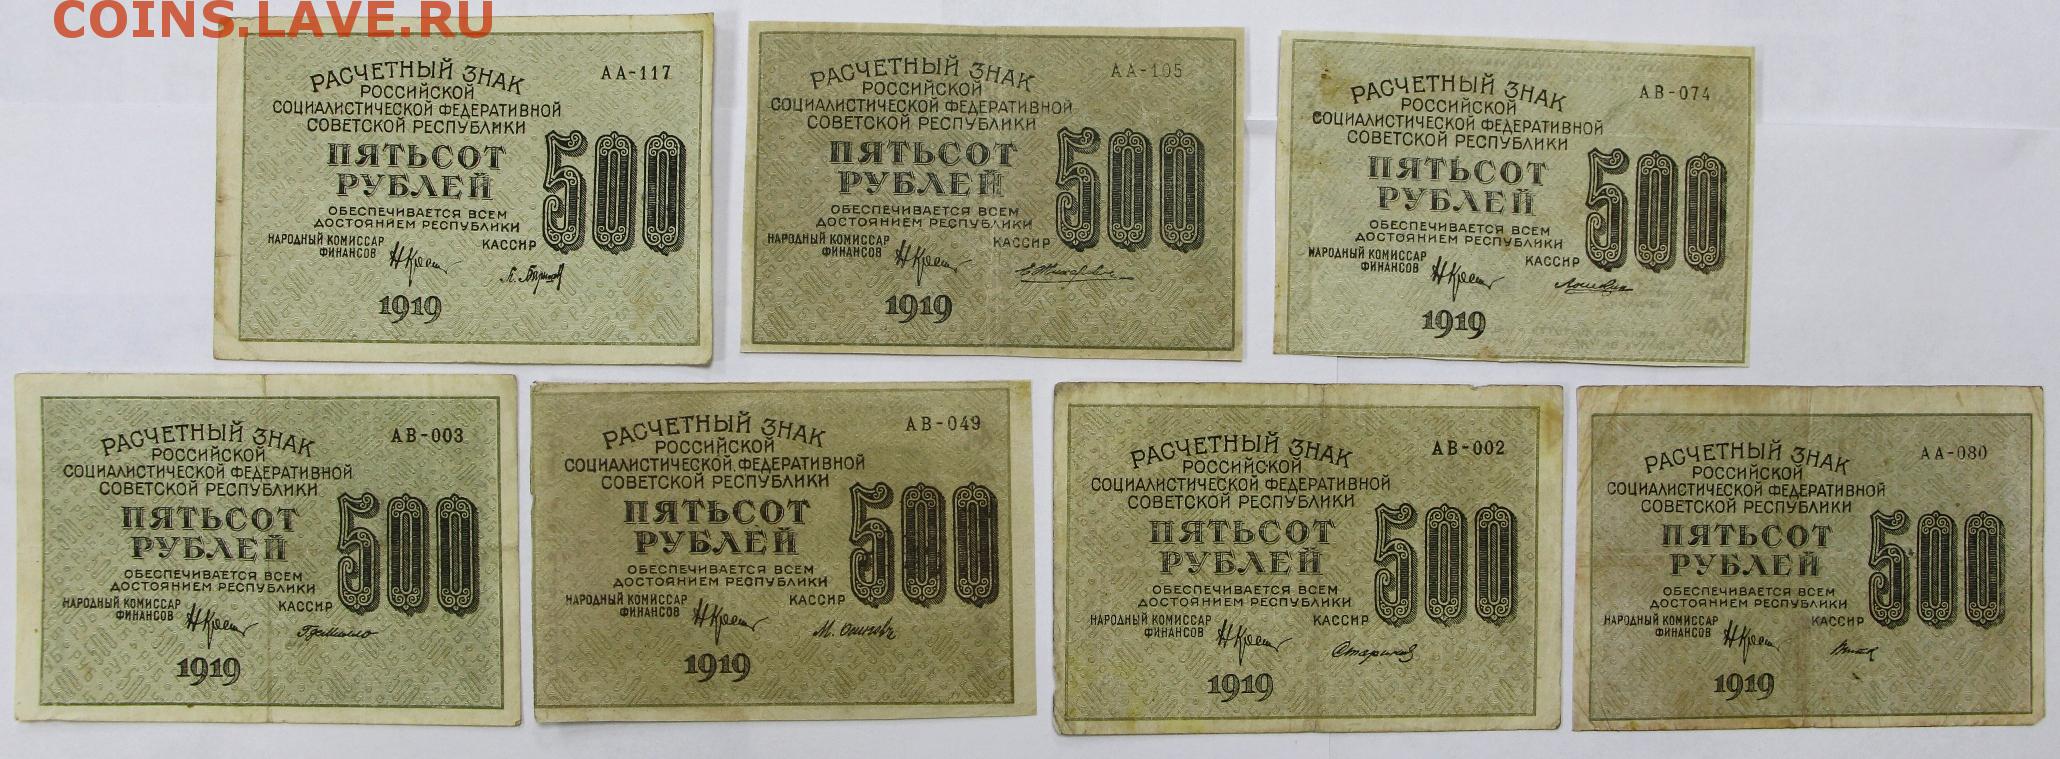 COINS.LAVE.RU
РАСЧЕТНЫЙ ЗНАК
АА-117
РОССИЙСКОЙ
СОЦИАЛИСТИЧЕСКОЙ ФЕДЕРАТИВНОЙ
СОВЕТСКОЙ РЕСПУБЛИКИ
ПЯТЬСОТ
РУБЛЕЙ
500
ОБЕСПЕЧИВАЕТСЯ ВСЕМ
ДОСТОЯНИЕМ РЕСПУБЛИКИ
НАРОДНЫЙ КОМИССАР
ФИНАНСОВ
КАССИР
1919
РАСЧЕТНЫЙ ЗНАК
АА-105
РОССИЙСКОЙ
СОЦИАЛИСТИЧЕСКОЙ ФЕДЕРАТИВНОЙ
СОВЕТСКОЙ РЕСПУБЛИКИ
ПЯТЬСОТ
РУБЛЕЙ
500
ОБЕСПЕЧИВАЕТСЯ ВСЕМ
ДОСТОЯНИЕМ РЕСПУБЛИКИ
НАРОДНЫЙ КОМИССАР
ФИНАНСОВ
КАССИР
1919
РАСЧЕТНЫЙ ЗНАК
АВ-074
РОССИЙСКОЙ
СОЦИАЛИСТИЧЕСКОЙ ФЕДЕРАТИВНОЙ
СОВЕТСКОЙ РЕСПУБЛИКИ
ПЯТЬСОТ
РУБЛЕЙ
500
ОБЕСПЕЧИВАЕТСЯ ВСЕМ
ДОСТОЯНИЕМ РЕСПУБЛИКИ
НАРОДНЫЙ КОМИССАР
ФИНАНСОВ
КАССИР
1919
РАСЧЕТНЫЙ ЗНАК
АВ-003
РОССИЙСКОЙ
СОЦИАЛИСТИЧЕСКОЙ ФЕДЕРАТИВНОЙ
СОВЕТСКОЙ РЕСПУБЛИКИ
ПЯТЬСОТ
РУБЛЕЙ
500
ОБЕСПЕЧИВАЕТСЯ ВСЕМ
ДОСТОЯНИЕМ РЕСПУБЛИКИ
НАРОДНЫЙ КОМИССАР
ФИНАНСОВ
КАССИР
1919
РАСЧЕТНЫЙ ЗНАК
АВ-049
РОССИЙСКОЙ
СОЦИАЛИСТИЧЕСКОЙ ФЕДЕРАТИВНОЙ
СОВЕТСКОЙ РЕСПУБЛИКИ
ПЯТЬСОТ
РУБЛЕЙ
500
ОБЕСПЕЧИВАЕТСЯ ВСЕМ
ДОСТОЯНИЕМ РЕСПУБЛИКИ
НАРОДНЫЙ КОМИССАР
ФИНАНСОВ
КАССИР
1919
РАСЧЕТНЫЙ ЗНАК
АВ-002
РОССИЙСКОЙ
СОЦИАЛИСТИЧЕСКОЙ ФЕДЕРАТИВНОЙ
СОВЕТСКОЙ РЕСПУБЛИКИ
ПЯТЬСОТ
РУБЛЕЙ
500
ОБЕСПЕЧИВАЕТСЯ ВСЕМ
ДОСТОЯНИЕМ РЕСПУБЛИКИ
НАРОДНЫЙ КОМИССАР
ФИНАНСОВ
КАССИР
Стариков
1919
РАСЧЕТНЫЙ ЗНАК
АА-080
РОССИЙСКОЙ
СОЦИАЛИСТИЧЕСКОЙ ФЕДЕРАТИВНОЙ
СОВЕТСКОЙ РЕСПУБЛИКИ
ПЯТЬСОТ
РУБЛЕЙ
500
ОБЕСПЕЧИВАЕТСЯ ВСЕМ
ДОСТОЯНИЕМ РЕСПУБЛИКИ
НАРОДНЫЙ КОМИССАР
ФИНАНСОВ
КАССИР
1919